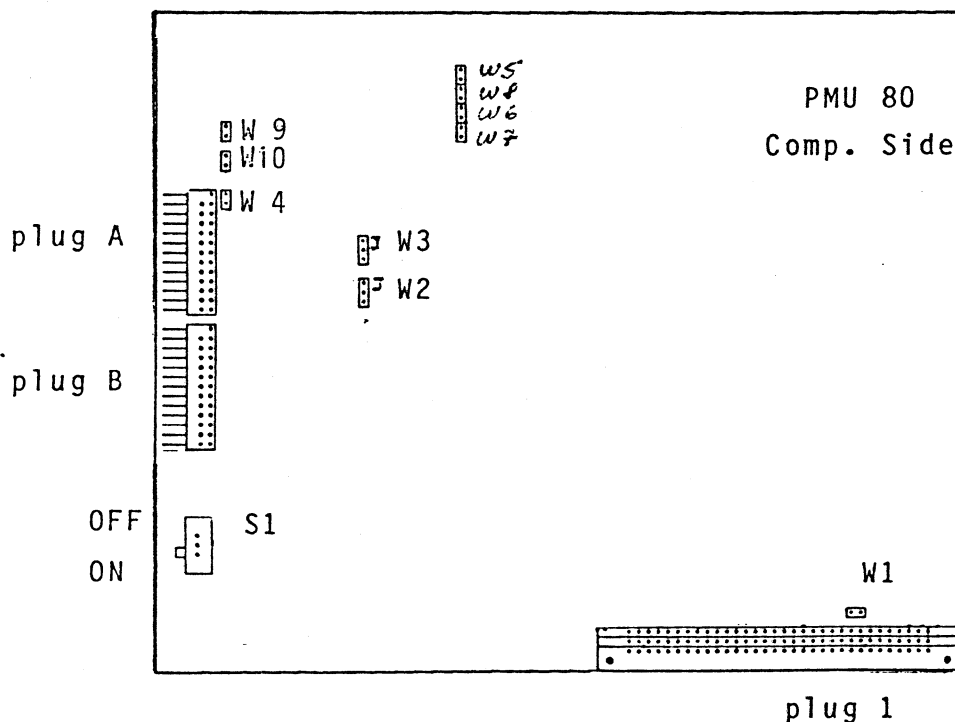 W5
W8
W6
W7
PMU 80
Comp. Side
W 9
W10
W 4
plug A
W3
W2
plug B
OFF
S1
ON
W1
plug 1